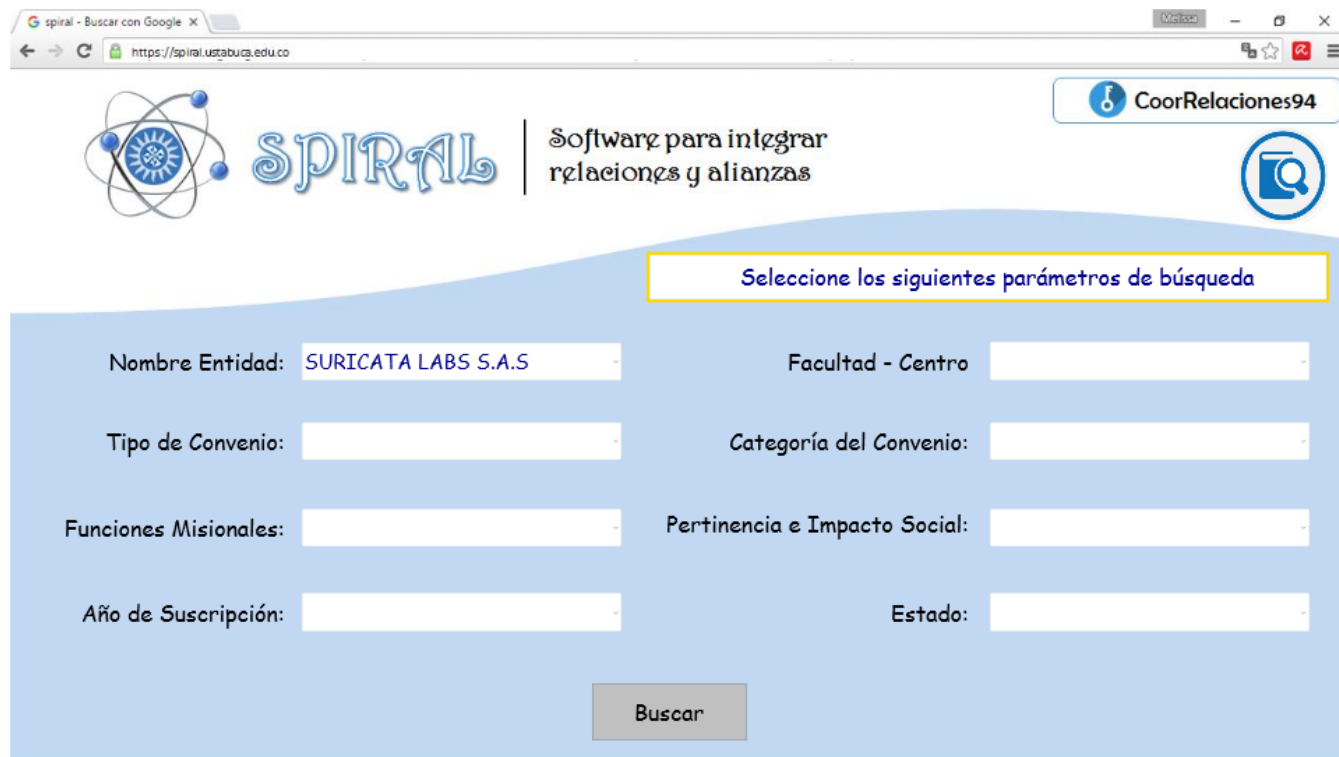 spiral - Buscar con Google
Melissa
https://spiral.ustabuca.edu.co
CoorRelaciones94
SPIRAL
Software para integrar
relaciones y alianzas
Seleccione los siguientes parámetros de búsqueda
Nombre Entidad: SURICATA LABS S.A.S
Facultad - Centro
Tipo de Convenio:
Categoría del Convenio:
Funciones Misionales:
Pertinencia e Impacto Social:
Año de Suscripción:
Estado:
Buscar